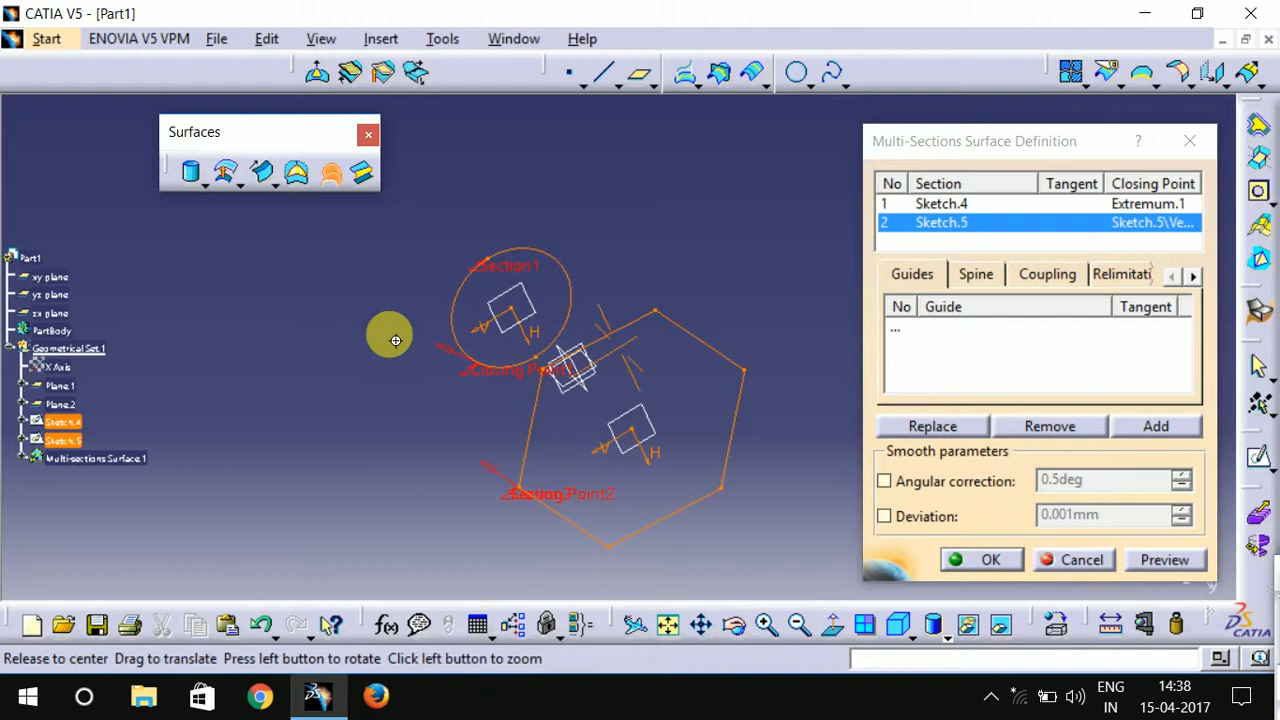 CATIA V5 - [Part1]
Start ENOVIA V5 VPM File Edit View Insert Tools Window Help
Surfaces
Multi-Sections Surface Definition ?
No Section Tangent Closing Point
1 Sketch.4 Extremum.1
2 Sketch.5 Sketch.5\Ve...
Guides Spine Coupling Relimitati
No Guide Tangent
...
Replace Remove Add
Smooth parameters
Angular correction: 0.5deg
Deviation: 0.001mm
OK Cancel Preview
Part1
xy plane
yz plane
zx plane
PartBody
Geometrical Set.1
X Axis
Plane.1
Plane.2
Sketch.4
Sketch.5
Multi-sections Surface.1
Section1
V
H
Closing Point1
V
H
Point2
f(x)
CATIA
Release to center Drag to translate Press left button to rotate Click left button to zoom
ENG
IN
14:38
15-04-2017